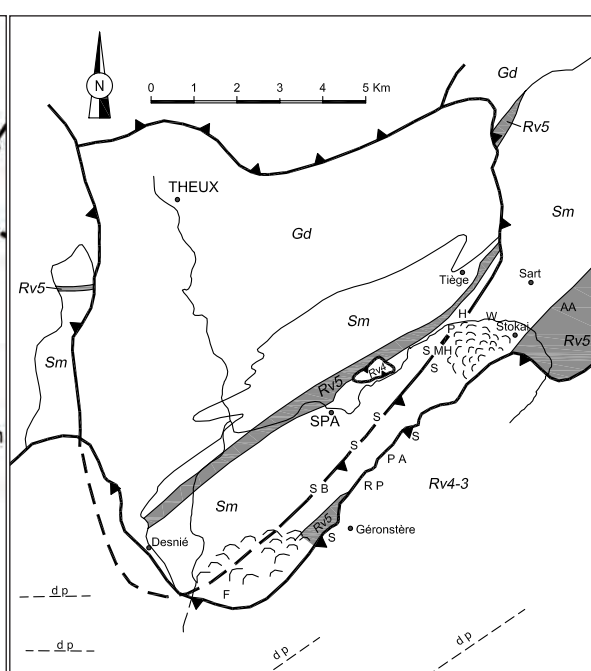 N
0 1 2 3 4 5 Km
Gd
Rv5
THEUX
Gd
Sm
Rv5
Tiège
Sart
Sm
Sm
H W
P Stokai
AA
S MH
S
Rv5
Rv4
Rv5
SPA
S
S
S
P A
S B
R P
Rv4-3
Sm
Rv5
S
Géronstère
Desnié
F
d p
d p
d p
d p